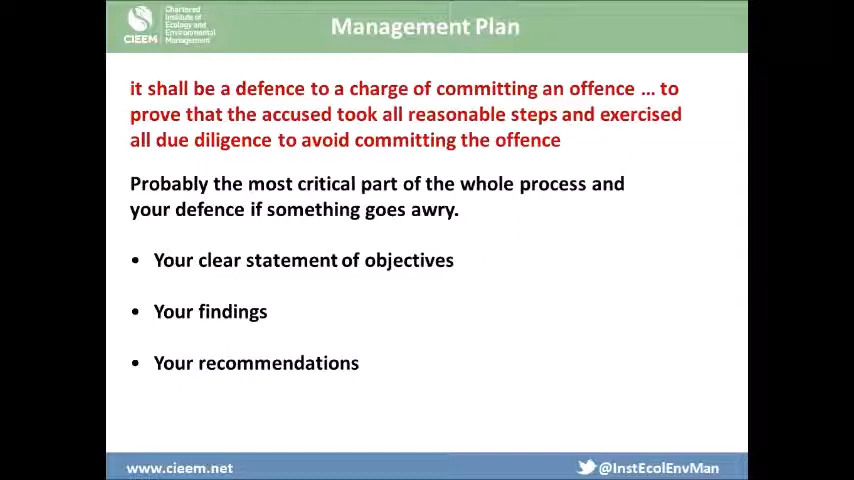 CIEEM
Chartered
Institute of
Ecology and
Environmental
Management
Management Plan
it shall be a defence to a charge of committing an offence ... to
prove that the accused took all reasonable steps and exercised
all due diligence to avoid committing the offence
Probably the most critical part of the whole process and
your defence if something goes awry.
• Your clear statement of objectives
• Your findings
• Your recommendations
www.cieem.net
@InstEcolEnvMan